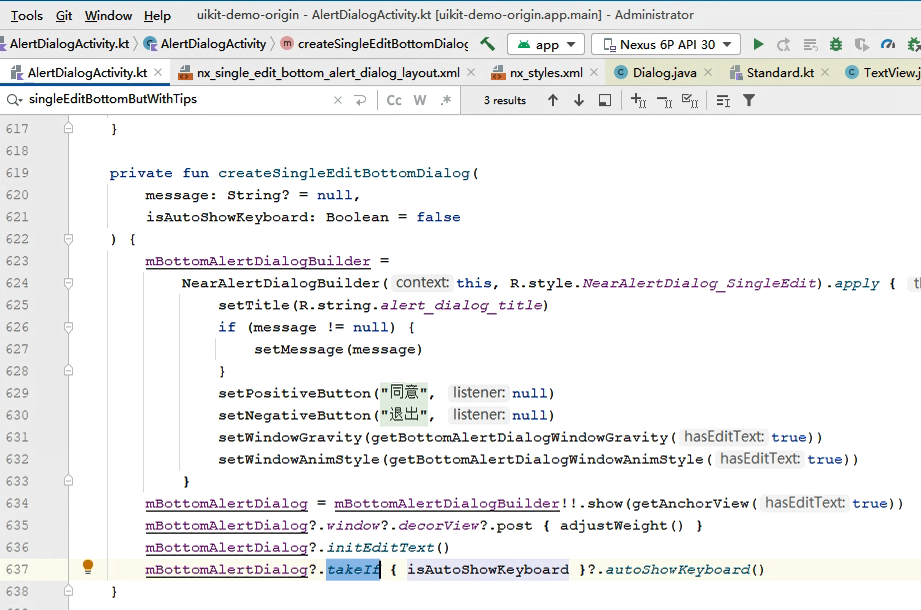 Tools Git Window Help uikit-demo-origin - AlertDialogActivity.kt [uikit-demo-origin.app.main] - Administrator
AlertDialogActivity.kt AlertDialogActivity createSingleEditBottomDialog app Nexus 6P API 30
AlertDialogActivity.kt nx_single_edit_bottom_alert_dialog_layout.xml nx_styles.xml Dialog.java Standard.kt TextView.j
singleEditBottomButWithTips Cc W .* 3 results
617 }
618
619 private fun createSingleEditBottomDialog(
620 message: String? = null,
621 isAutoShowKeyboard: Boolean = false
622 ) {
623 mBottomAlertDialogBuilder =
624 NearAlertDialogBuilder( context: this, R.style.NearAlertDialog_SingleEdit).apply { th
625 setTitle(R.string.alert_dialog_title)
626 if (message != null) {
627 setMessage(message)
628 }
629 setPositiveButton("同意", listener: null)
630 setNegativeButton("退出", listener: null)
631 setWindowGravity(getBottomAlertDialogWindowGravity( hasEditText: true))
632 setWindowAnimStyle(getBottomAlertDialogWindowAnimStyle( hasEditText: true))
633 }
634 mBottomAlertDialog = mBottomAlertDialogBuilder!!.show(getAnchorView( hasEditText: true))
635 mBottomAlertDialog?.window?.decorView?.post { adjustWeight() }
636 mBottomAlertDialog?.initEditText()
637 mBottomAlertDialog?.takeIf { isAutoShowKeyboard }?.autoShowKeyboard()
638 }